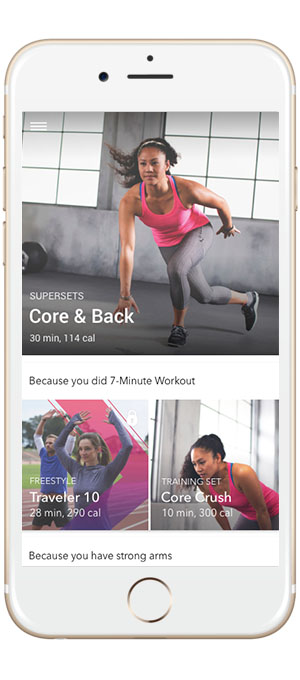 SUPERSETS
Core & Back
30 min, 114 cal
Because you did 7-Minute Workout
FREESTYLE
Traveler 10
28 min, 290 cal
TRAINING SET
Core Crush
10 min, 300 cal
Because you have strong arms